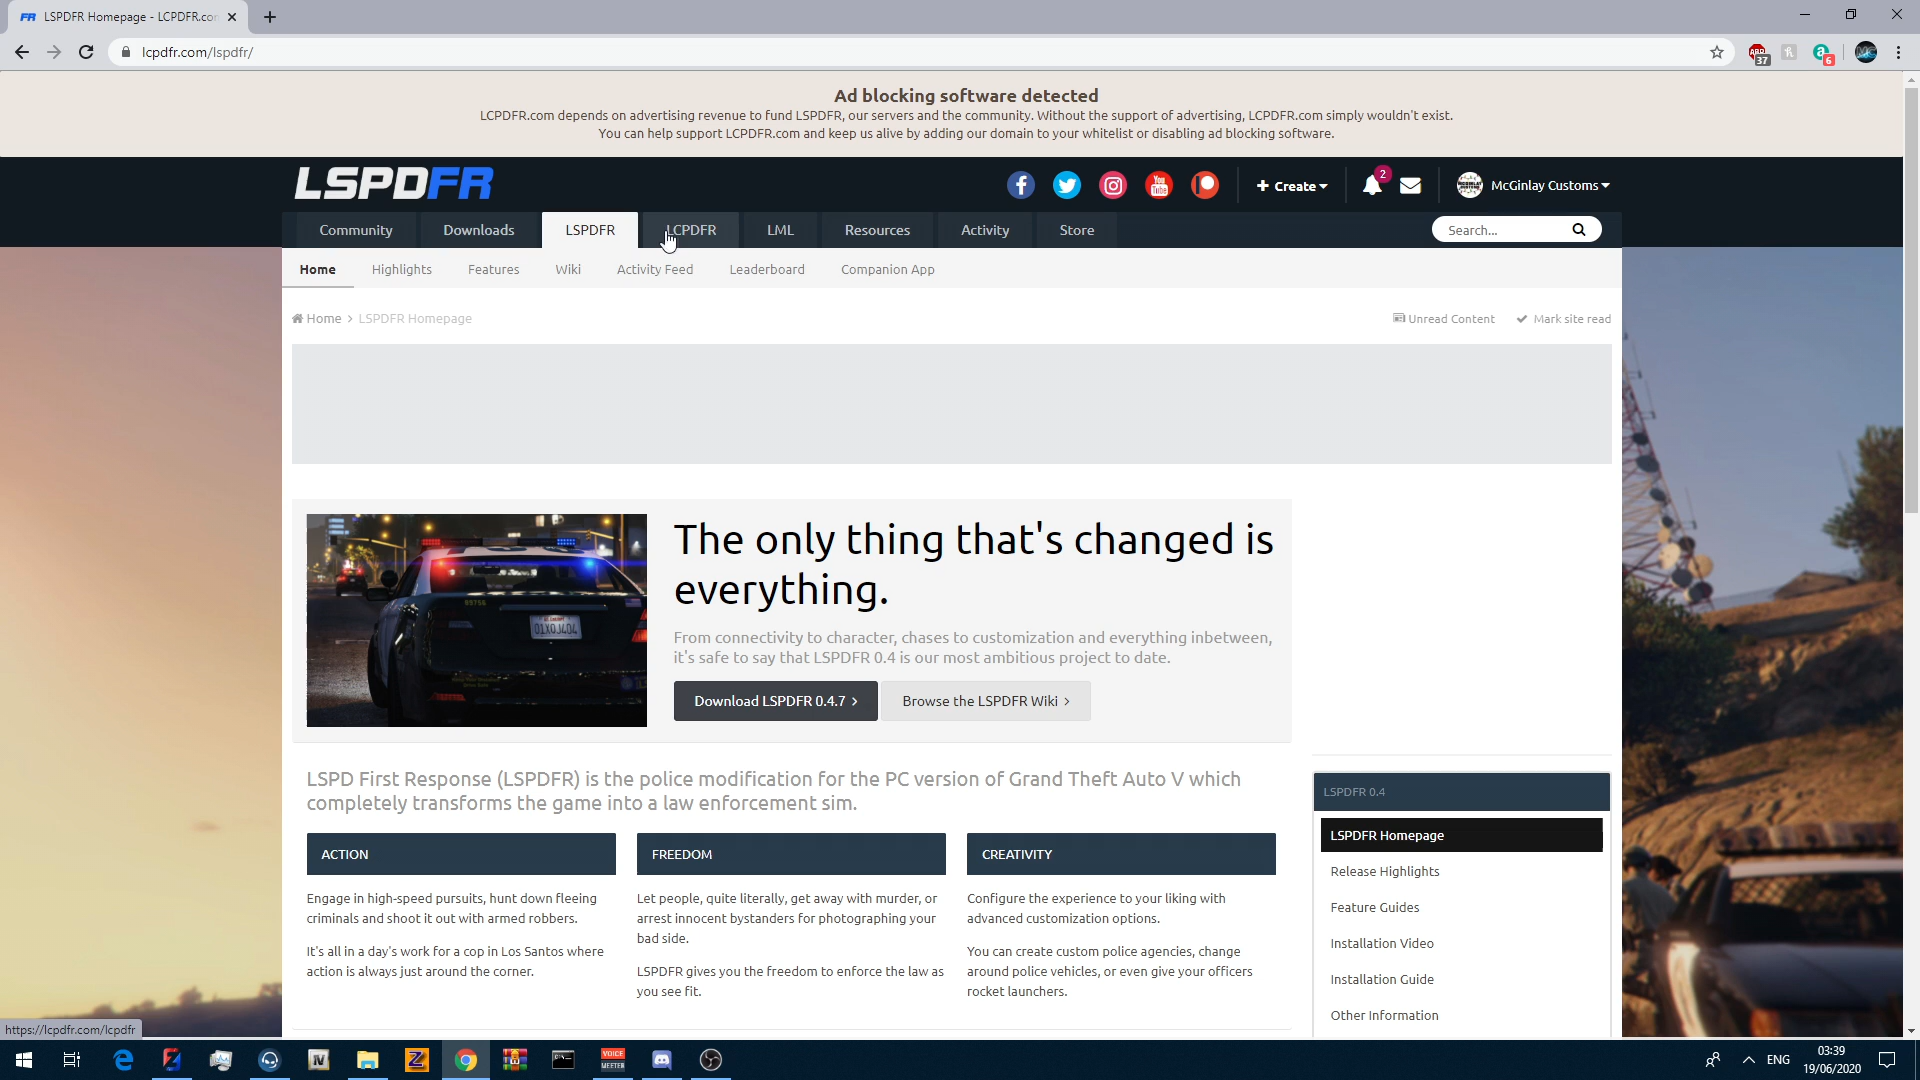 LSPDFR Homepage - LCPDFR.co
lcpdfr.com/lspdfr/
37
6
Ad blocking software detected
LCPDFR.com depends on advertising revenue to fund LSPDFR, our servers and the community. Without the support of advertising, LCPDFR.com simply wouldn't exist.
You can help support LCPDFR.com and keep us alive by adding our domain to your whitelist or disabling ad blocking software.
LSPDFR
You Tube
Create
2
McGinlay Customs
Community
Downloads
LSPDFR
LCPDFR
LML
Resources
Activity
Store
Search...
Home
Highlights
Features
Wiki
Activity Feed
Leaderboard
Companion App
Home > LSPDFR Homepage
Unread Content
Mark site read
The only thing that's changed is
everything.
From connectivity to character, chases to customization and everything inbetween,
it's safe to say that LSPDFR 0.4 is our most ambitious project to date.
Download LSPDFR 0.4.7 >
Browse the LSPDFR Wiki >
LSPD First Response (LSPDFR) is the police modification for the PC version of Grand Theft Auto V which
completely transforms the game into a law enforcement sim.
ACTION
Engage in high-speed pursuits, hunt down fleeing
criminals and shoot it out with armed robbers.
It's all in a day's work for a cop in Los Santos where
action is always just around the corner.
FREEDOM
Let people, quite literally, get away with murder, or
arrest innocent bystanders for photographing your
bad side.
LSPDFR gives you the freedom to enforce the law as
you see fit.
CREATIVITY
Configure the experience to your liking with
advanced customization options.
You can create custom police agencies, change
around police vehicles, or even give your officers
rocket launchers.
LSPDFR 0.4
LSPDFR Homepage
Release Highlights
Feature Guides
Installation Video
Installation Guide
Other Information
https://lcpdfr.com/lcpdfr
VOICE
MEETER
ENG
03:39
19/06/2020